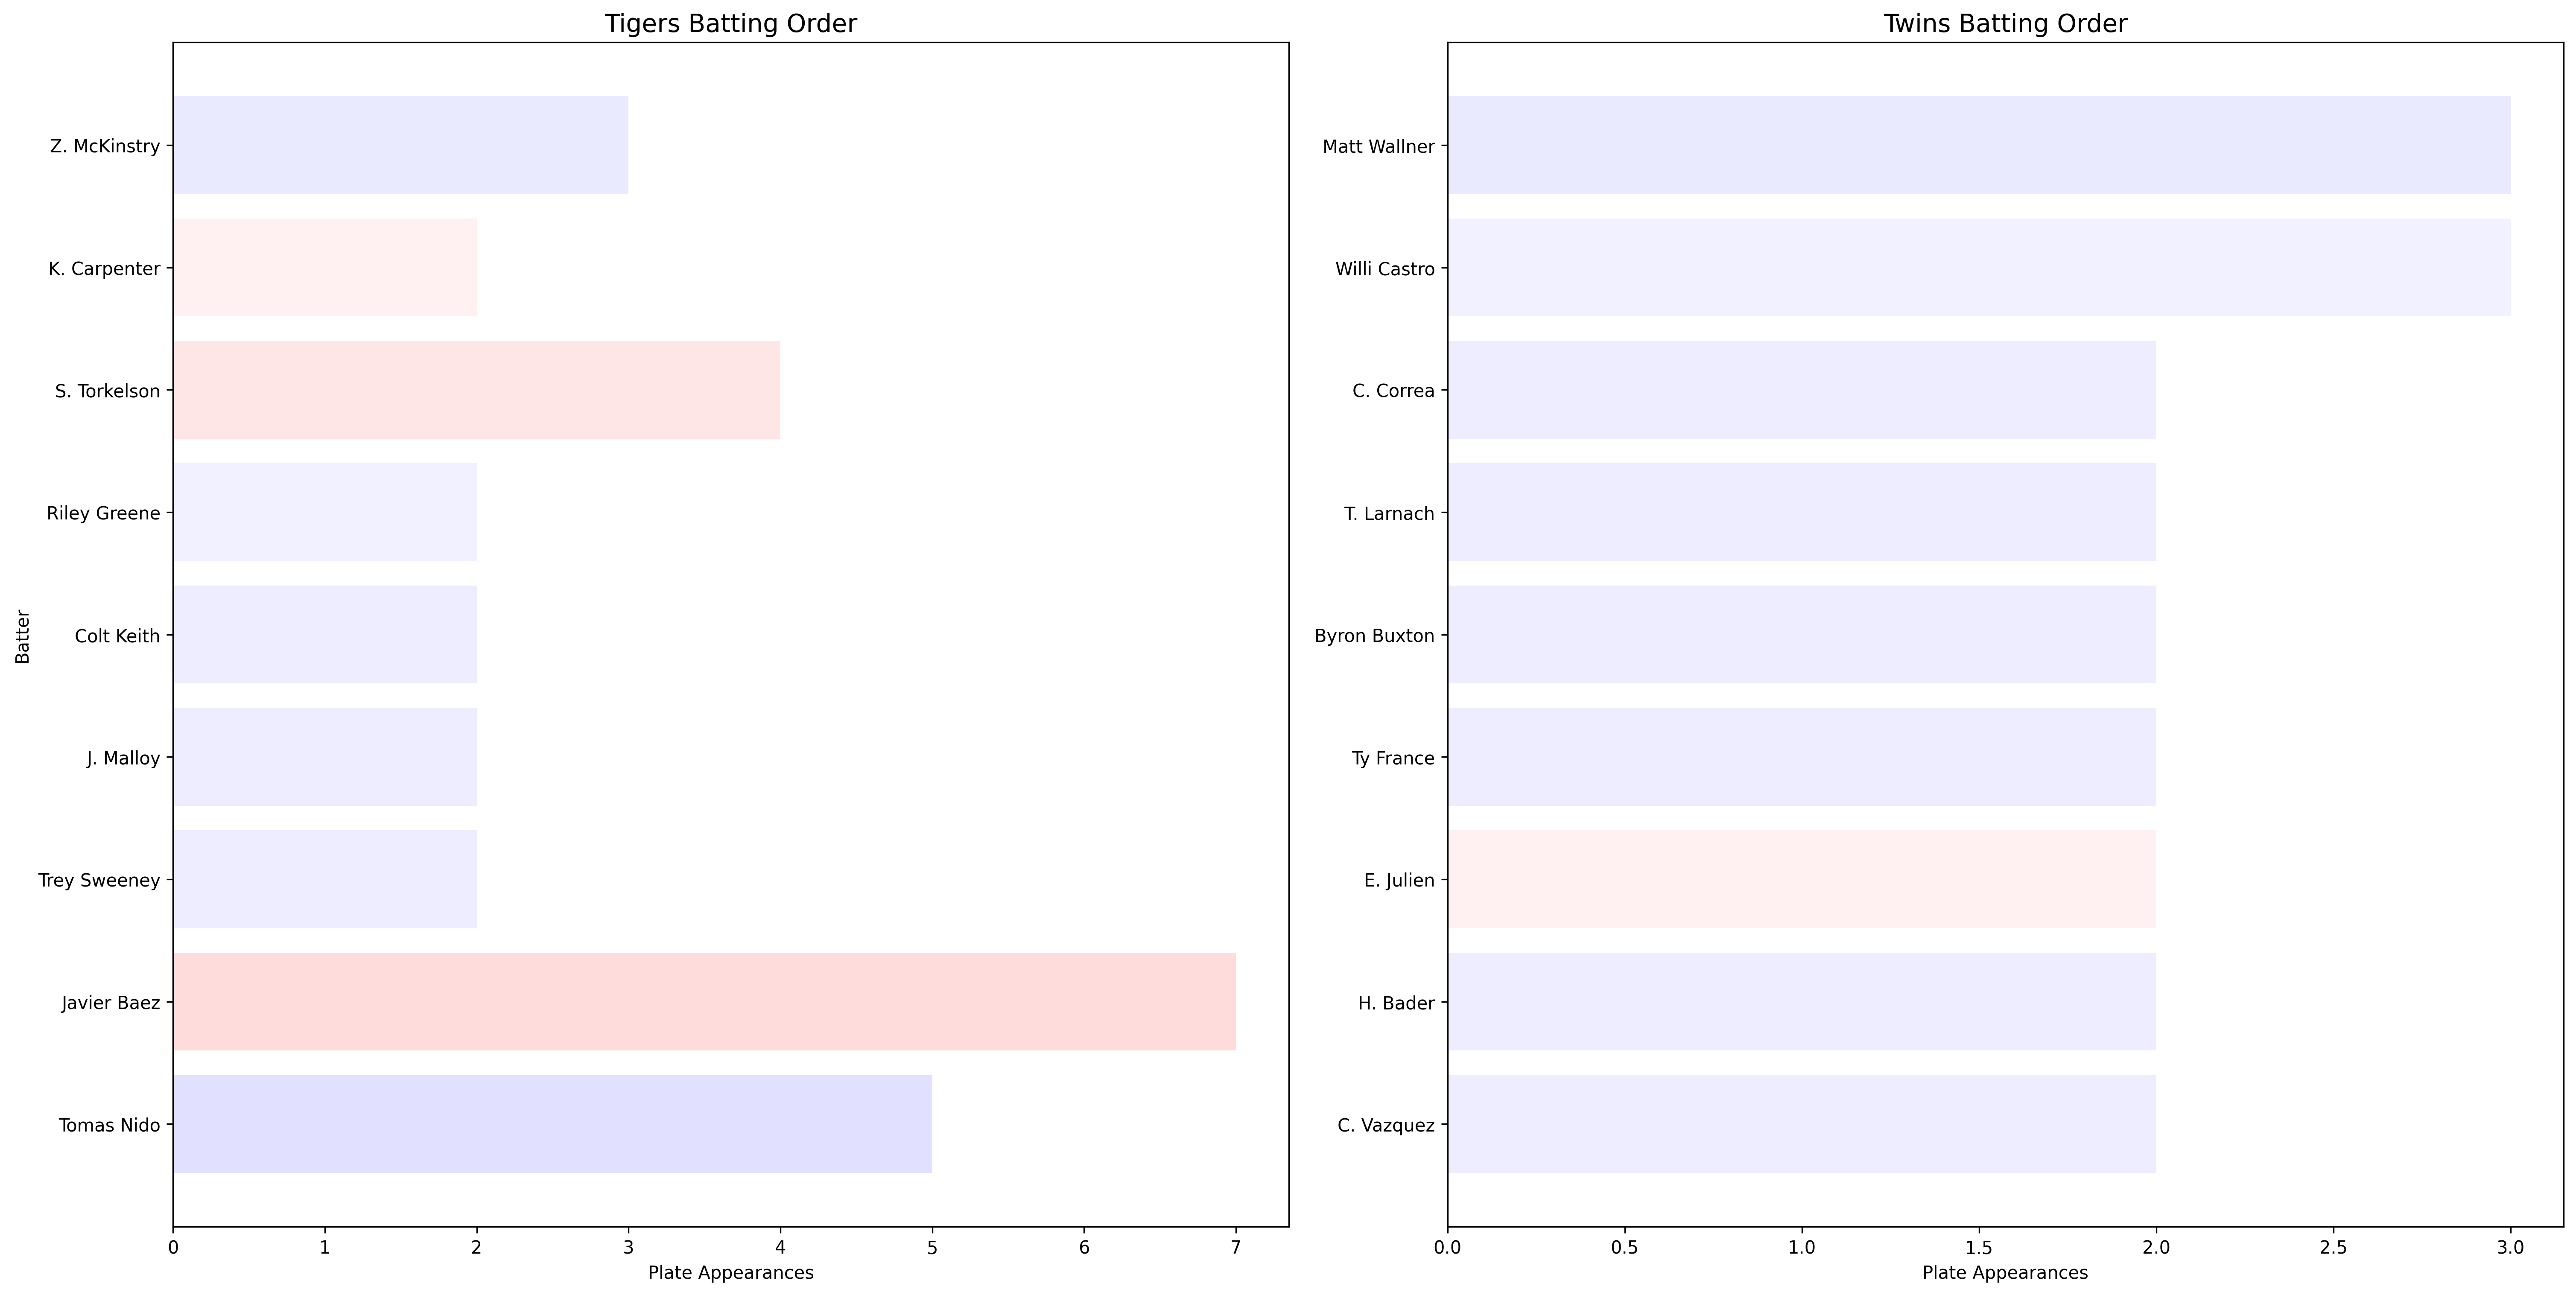 Tigers Batting Order
Batter
Z. McKinstry
K. Carpenter
S. Torkelson
Riley Greene
Colt Keith
J. Malloy
Trey Sweeney
Javier Baez
Tomas Nido
0 1 2 3 4 5 6 7
Plate Appearances
Twins Batting Order
Matt Wallner
Willi Castro
C. Correa
T. Larnach
Byron Buxton
Ty France
E. Julien
H. Bader
C. Vazquez
0.0 0.5 1.0 1.5 2.0 2.5 3.0
Plate Appearances